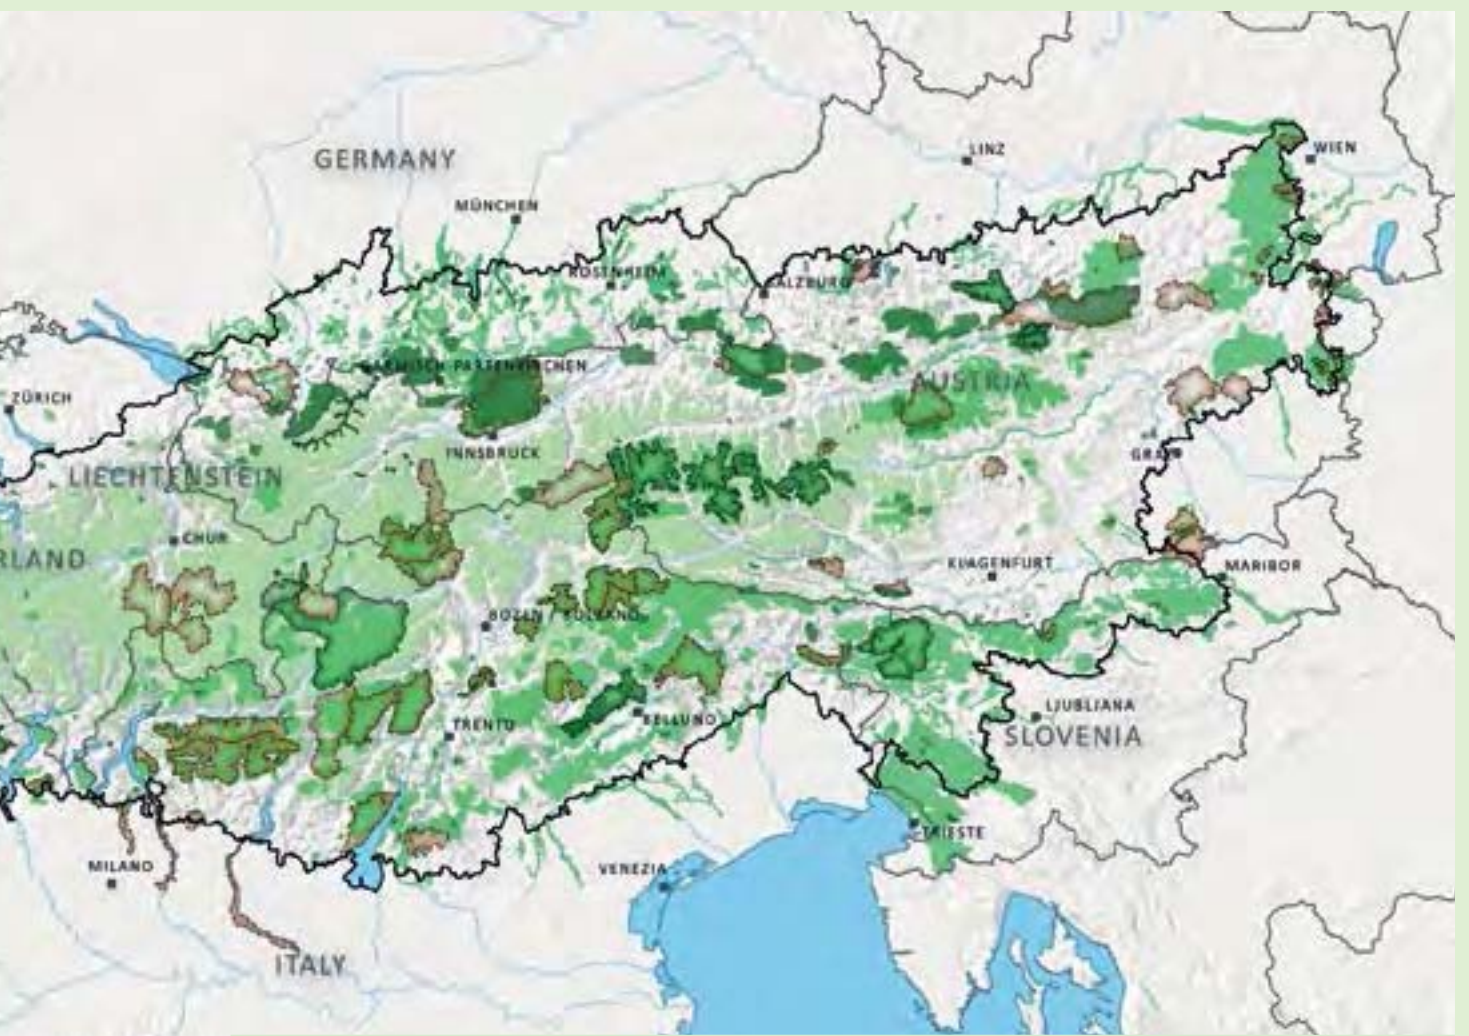 LINZ
WIEN
GERMANY
MÜNCHEN
ROSENHEIM
SALZBURG
GARMISCH-PARTENKIRCHEN
AUSTRIA
ZÜRICH
INNSBRUCK
GRAZ
LIECHTENSTEIN
CHUR
RLAND
KLAGENFURT
MARIBOR
BOZEN / BOLZANO
TRENTO
BELLUNO
LJUBLJANA
SLOVENIA
TRIESTE
MILANO
VENEZIA
ITALY